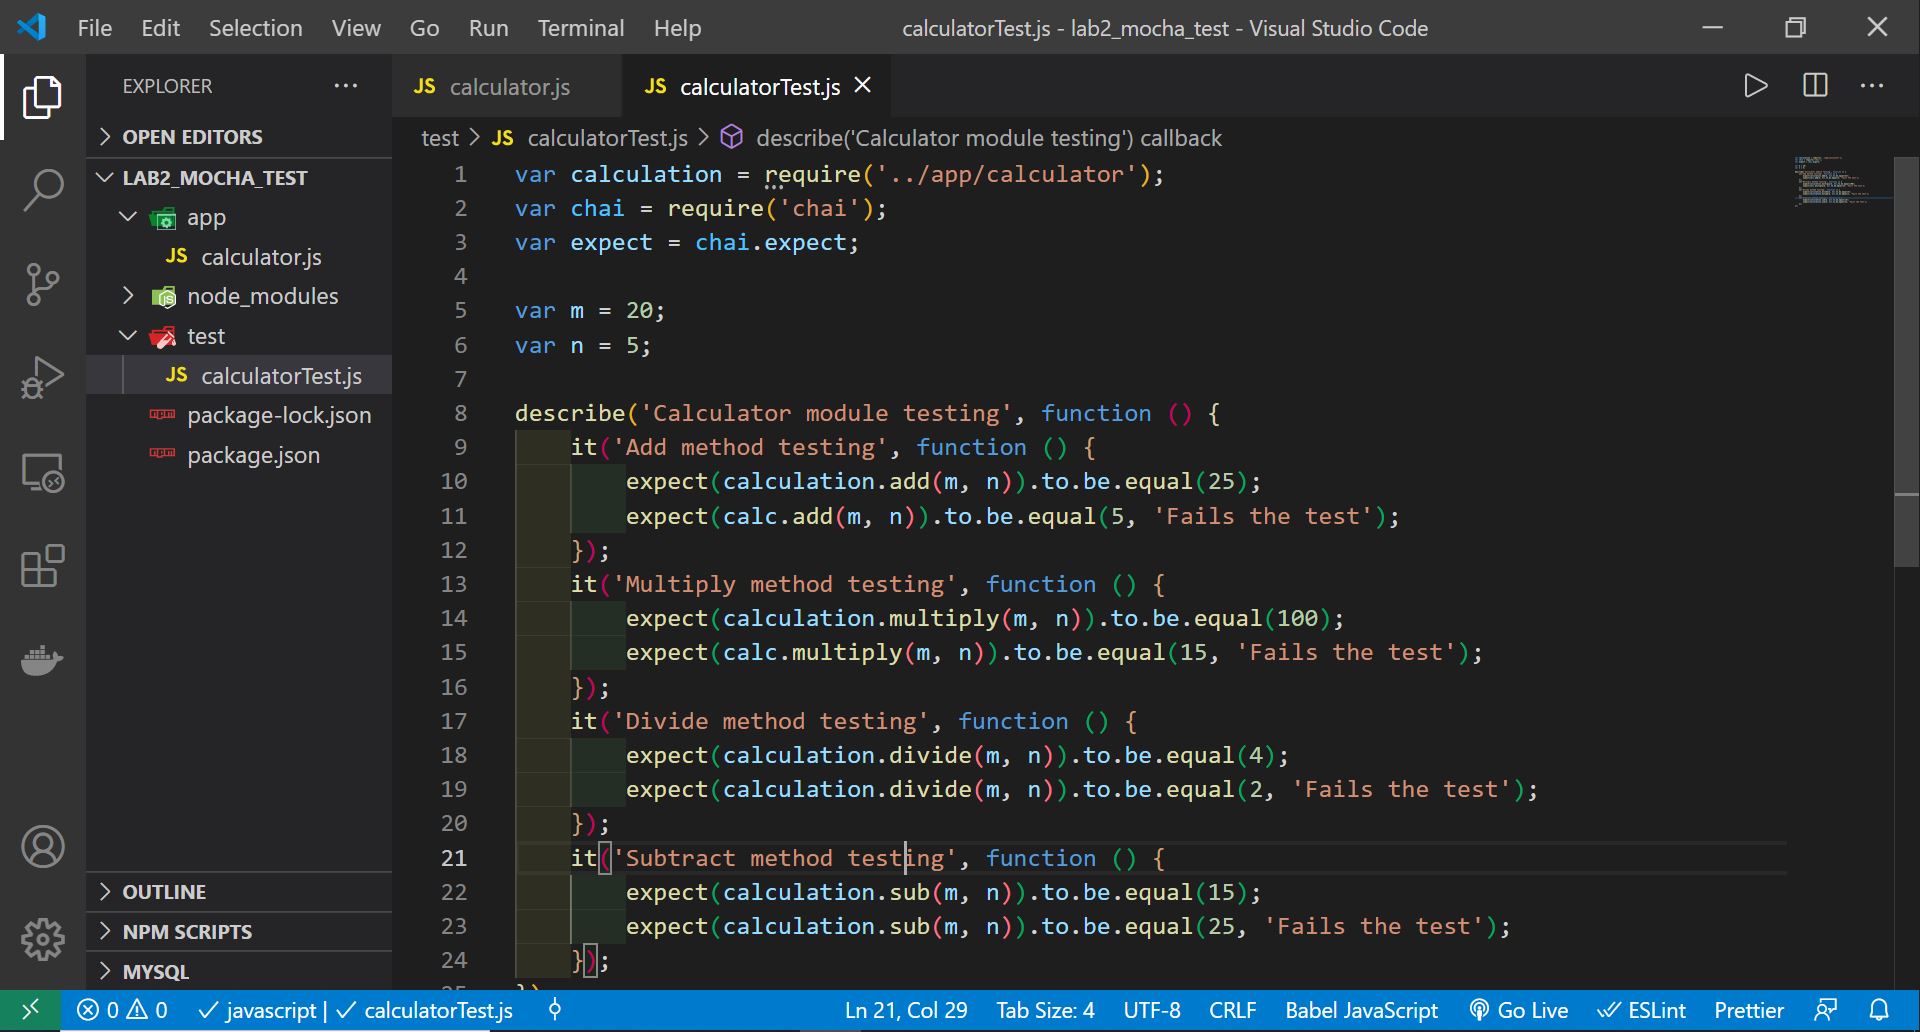 File Edit Selection View Go Run Terminal Help
calculatorTest.js - lab2_mocha_test - Visual Studio Code
EXPLORER
OPEN EDITORS
LAB2_MOCHA_TEST
app
JS calculator.js
node_modules
test
JS calculatorTest.js
package-lock.json
package.json
OUTLINE
NPM SCRIPTS
MYSQL
JS calculator.js
JS calculatorTest.js
test > JS calculatorTest.js > describe('Calculator module testing') callback
1 var calculation = require('../app/calculator');
2 var chai = require('chai');
3 var expect = chai.expect;
4
5 var m = 20;
6 var n = 5;
7
8 describe('Calculator module testing', function () {
9 it('Add method testing', function () {
10 expect(calculation.add(m, n)).to.be.equal(25);
11 expect(calc.add(m, n)).to.be.equal(5, 'Fails the test');
12 });
13 it('Multiply method testing', function () {
14 expect(calculation.multiply(m, n)).to.be.equal(100);
15 expect(calc.multiply(m, n)).to.be.equal(15, 'Fails the test');
16 });
17 it('Divide method testing', function () {
18 expect(calculation.divide(m, n)).to.be.equal(4);
19 expect(calculation.divide(m, n)).to.be.equal(2, 'Fails the test');
20 });
21 it('Subtract method testing', function () {
22 expect(calculation.sub(m, n)).to.be.equal(15);
23 expect(calculation.sub(m, n)).to.be.equal(25, 'Fails the test');
24 });
0 0 javascript | calculatorTest.js
Ln 21, Col 29 Tab Size: 4 UTF-8 CRLF Babel JavaScript Go Live ESLint Prettier